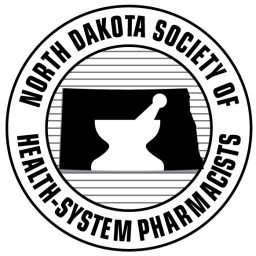 NORTH DAKOTA SOCIETY OF
HEALTH-SYSTEM PHARMACISTS